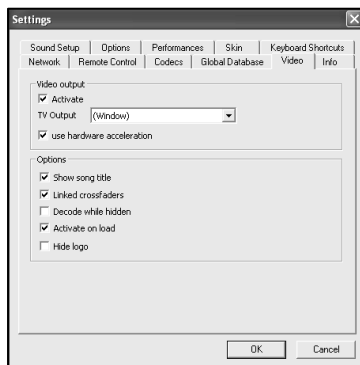 Settings
Sound Setup Options Performances Skin Keyboard Shortcuts
Network Remote Control Codecs Global Database Video Info
Video output
Activate
TV Output (Window)
use hardware acceleration
Options
Show song title
Linked crossfaders
Decode while hidden
Activate on load
Hide logo
OK Cancel